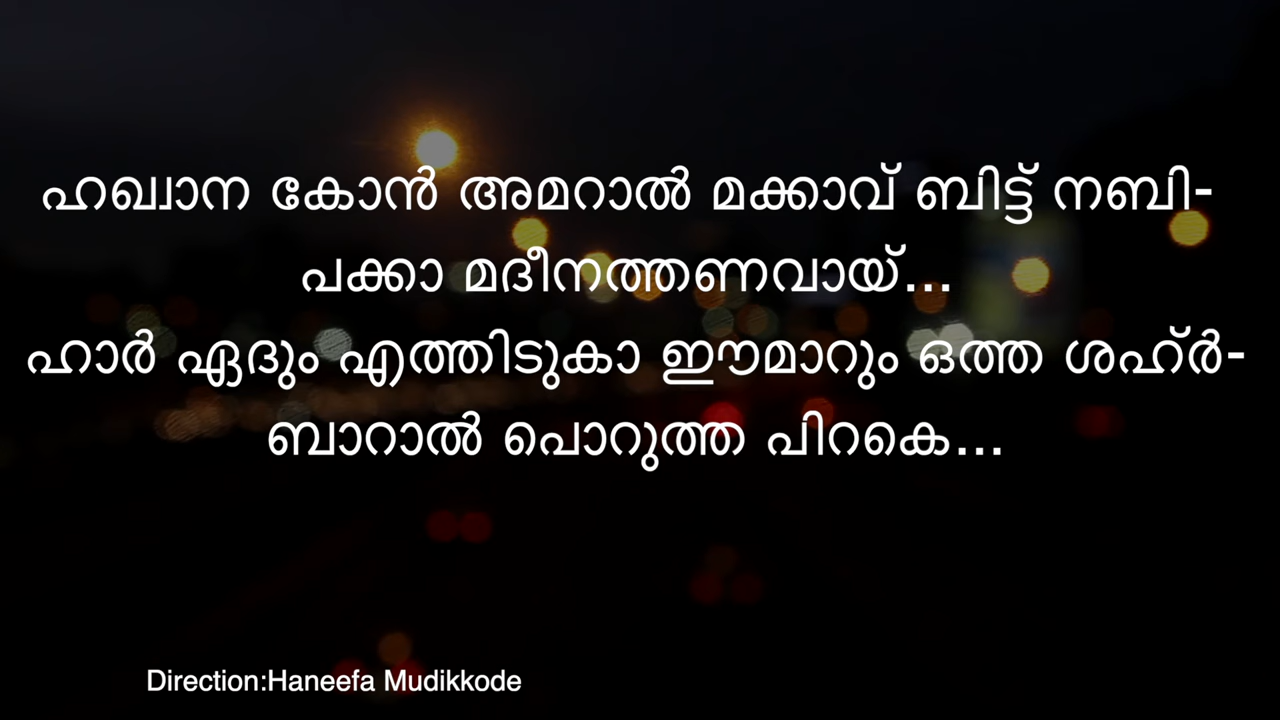 ഹഖ്വാന കോൻ അമറാൽ മക്കാവ് ബിട്ട് നബി-
പക്കാ മദീനത്തണവായ്...
ഹാർ ഏദും എത്തിടുകാ ഈമാറും ഒത്ത ശഹ്ർ-
ബാറാൽ പൊറുത്ത പിറകെ...
Direction:Haneefa Mudikkode